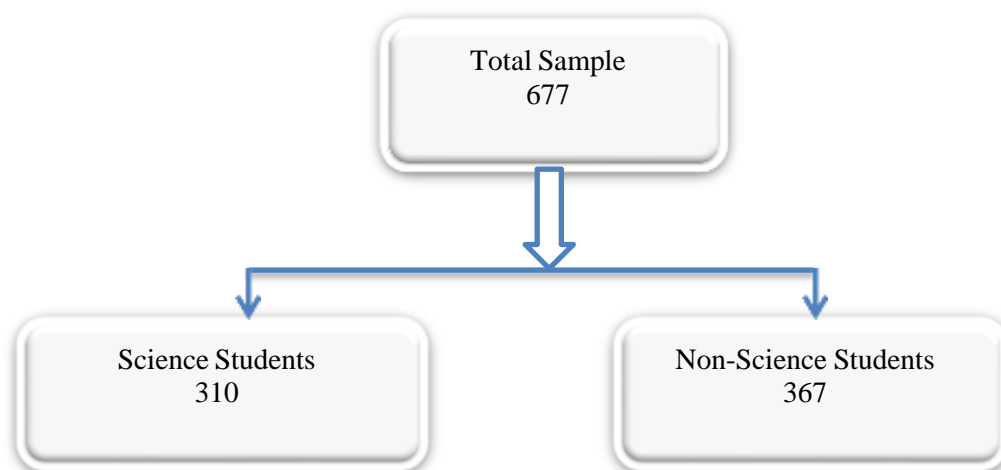 Total Sample
677
Science Students
310
Non-Science Students
367